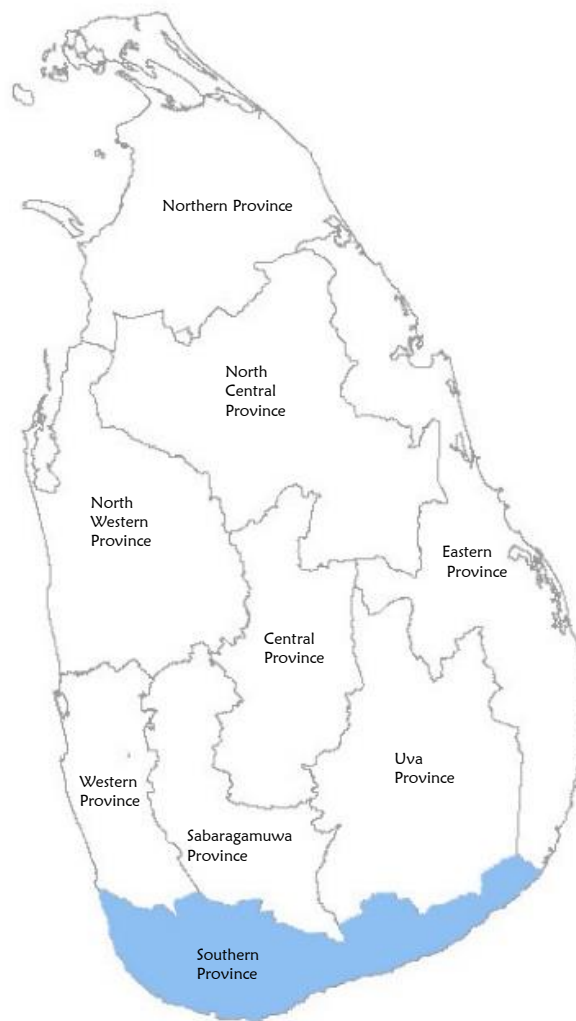 Northern Province
North
Central
Province
North
Western
Province
Eastern
Province
Central
Province
Uva
Province
Western
Province
Sabaragamuwa
Province
Southern
Province